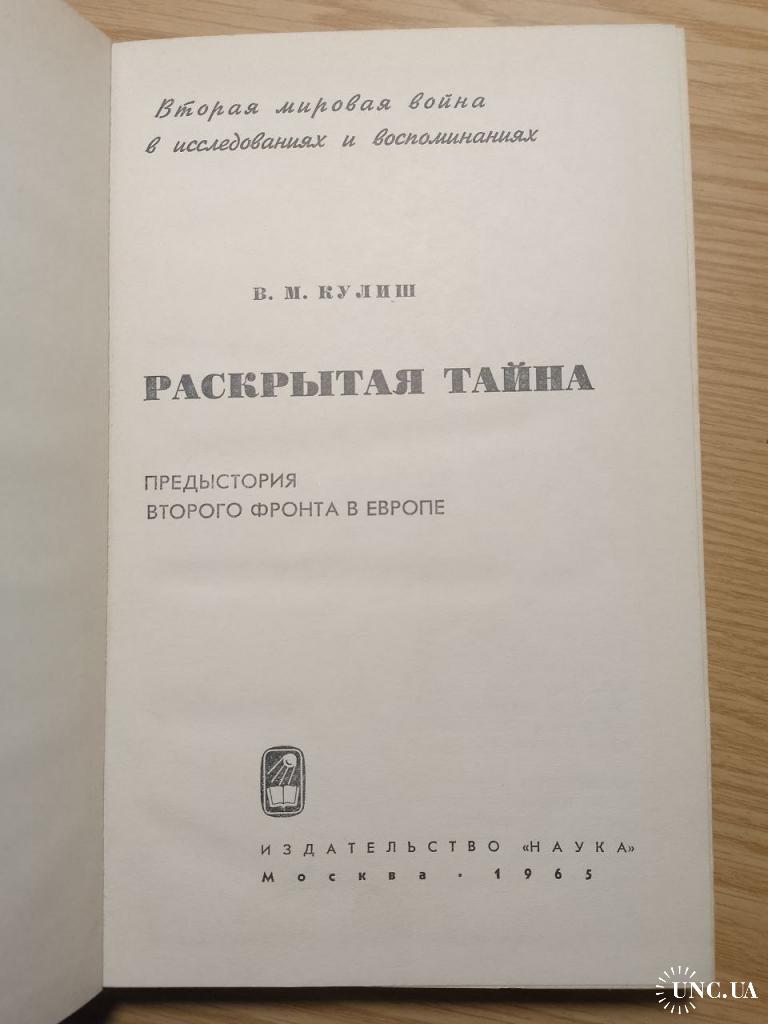 Вторая мировая война
в исследованиях и воспоминаниях
В. М. КУЛИШ
РАСКРЫТАЯ ТАЙНА
ПРЕДЫСТОРИЯ
ВТОРОГО ФРОНТА В ЕВРОПЕ
ИЗДАТЕЛЬСТВО «НАУКА»
Москва · 1965
UNC.UA